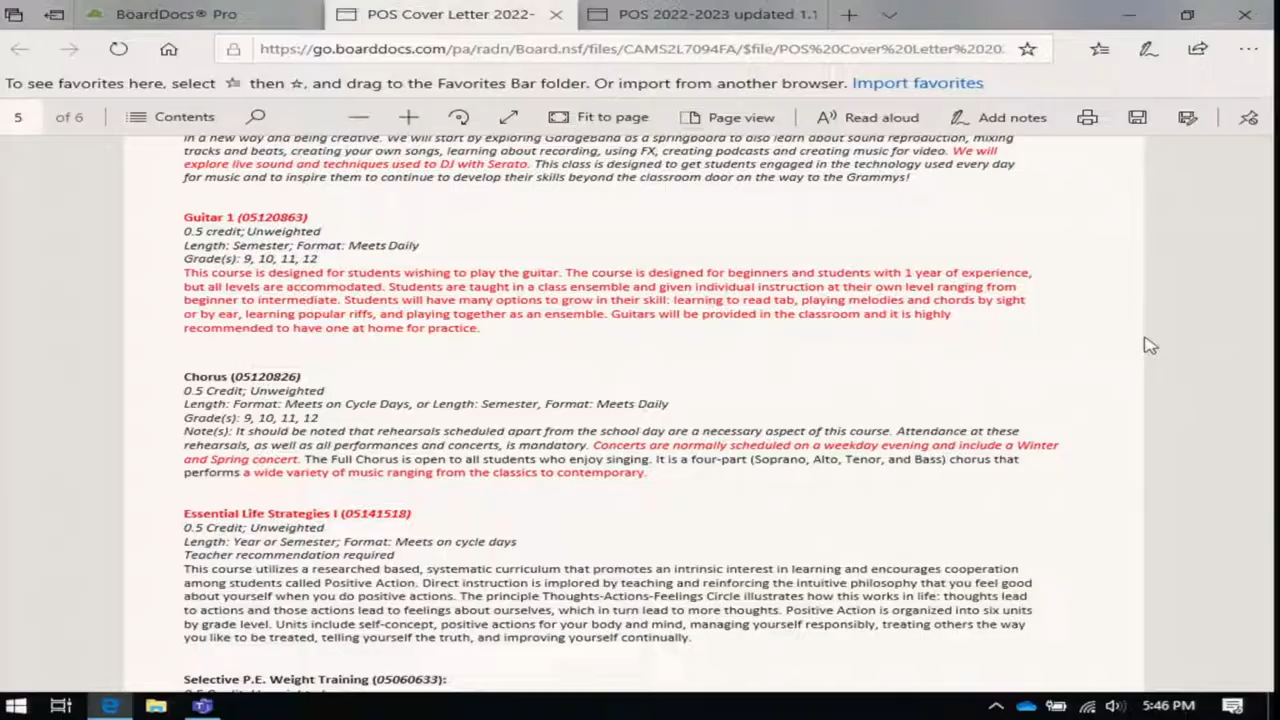 BoardDocs® Pro
POS Cover Letter 2022-
POS 2022-2023 updated 1.1
https://go.boarddocs.com/pa/radn/Board.nsf/files/CAMS2L7094FA/$file/POS%20Cover%20Letter%2020
To see favorites here, select then ☆, and drag to the Favorites Bar folder. Or import from another browser. Import favorites
5 of 6 Contents Fit to page Page view Read aloud Add notes
in a new way and being creative. We will start by exploring GarageBand as a springboard to also learn about sound reproduction, mixing
tracks and beats, creating your own songs, learning about recording, using FX, creating podcasts and creating music for video. We will
explore live sound and techniques used to DJ with Serato. This class is designed to get students engaged in the technology used every day
for music and to inspire them to continue to develop their skills beyond the classroom door on the way to the Grammys!
Guitar 1 (05120863)
0.5 credit; Unweighted
Length: Semester; Format: Meets Daily
Grade(s): 9, 10, 11, 12
This course is designed for students wishing to play the guitar. The course is designed for beginners and students with 1 year of experience,
but all levels are accommodated. Students are taught in a class ensemble and given individual instruction at their own level ranging from
beginner to intermediate. Students will have many options to grow in their skill: learning to read tab, playing melodies and chords by sight
or by ear, learning popular riffs, and playing together as an ensemble. Guitars will be provided in the classroom and it is highly
recommended to have one at home for practice.
Chorus (05120826)
0.5 Credit; Unweighted
Length: Format: Meets on Cycle Days, or Length: Semester, Format: Meets Daily
Grade(s): 9, 10, 11, 12
Note(s): It should be noted that rehearsals scheduled apart from the school day are a necessary aspect of this course. Attendance at these
rehearsals, as well as all performances and concerts, is mandatory. Concerts are normally scheduled on a weekday evening and include a Winter
and Spring concert. The Full Chorus is open to all students who enjoy singing. It is a four-part (Soprano, Alto, Tenor, and Bass) chorus that
performs a wide variety of music ranging from the classics to contemporary.
Essential Life Strategies I (05141518)
0.5 Credit; Unweighted
Length: Year or Semester; Format: Meets on cycle days
Teacher recommendation required
This course utilizes a researched based, systematic curriculum that promotes an intrinsic interest in learning and encourages cooperation
among students called Positive Action. Direct instruction is implored by teaching and reinforcing the intuitive philosophy that you feel good
about yourself when you do positive actions. The principle Thoughts-Actions-Feelings Circle illustrates how this works in life: thoughts lead
to actions and those actions lead to feelings about ourselves, which in turn lead to more thoughts. Positive Action is organized into six units
by grade level. Units include self-concept, positive actions for your body and mind, managing yourself responsibly, treating others the way
you like to be treated, telling yourself the truth, and improving yourself continually.
Selective P.E. Weight Training (05060633):
5:46 PM